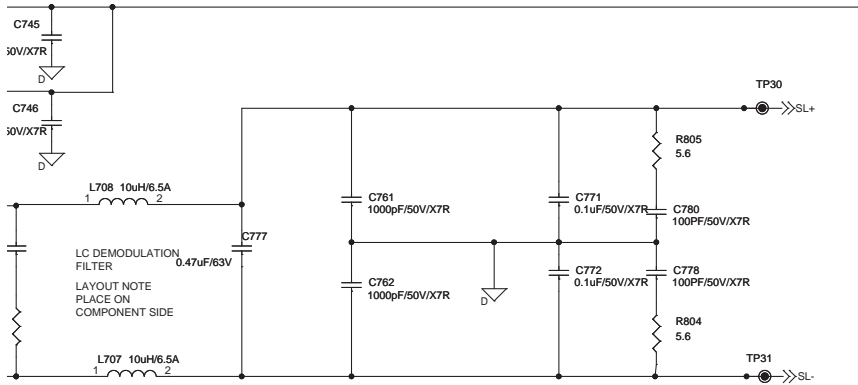 C745
50V/X7R
D
C746
50V/X7R
D
TP30
SL+
R805
5.6
L708 10uH/6.5A
1 2
C761
1000pF/50V/X7R
C771
0.1uF/50V/X7R
C780
100PF/50V/X7R
C777
0.47uF/63V
LC DEMODULATION
FILTER
LAYOUT NOTE
PLACE ON
COMPONENT SIDE
C762
1000pF/50V/X7R
D
C772
0.1uF/50V/X7R
C778
100PF/50V/X7R
R804
5.6
L707 10uH/6.5A
1 2
TP31
SL-